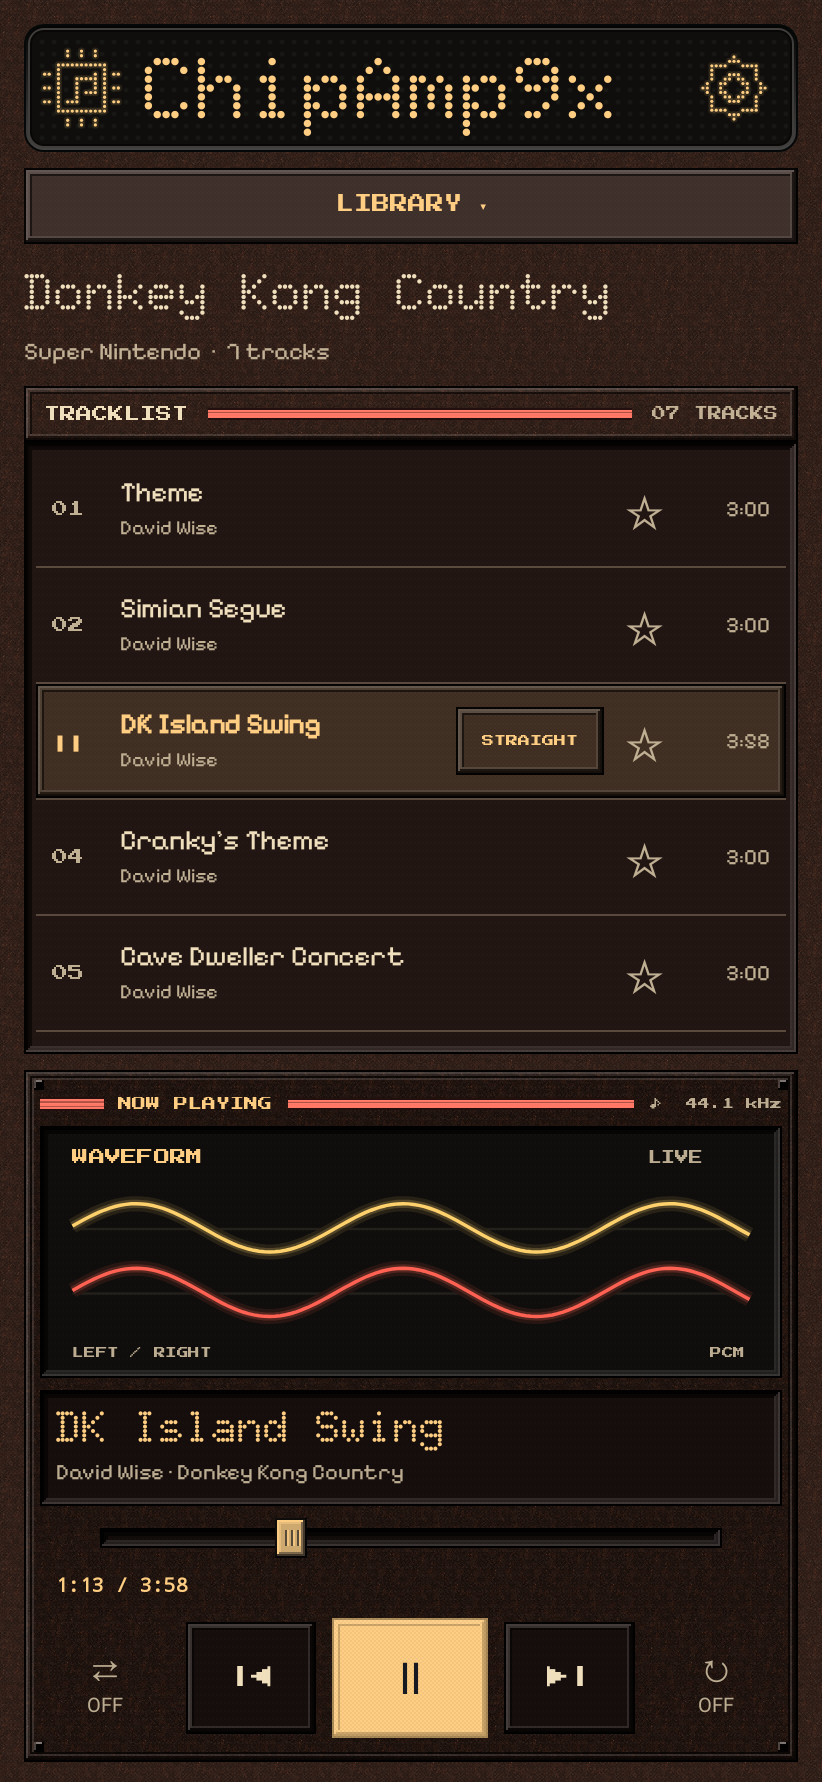 ChipAmp9x
LIBRARY ▾
Donkey Kong Country
Super Nintendo · 7 tracks
TRACKLIST 07 TRACKS
01 Theme 3:00
David Wise
02 Simian Segue 3:00
David Wise
DK Island Swing STRAIGHT 3:58
David Wise
04 Cranky's Theme 3:00
David Wise
05 Cave Dweller Concert 3:00
David Wise
NOW PLAYING ♪ 44.1 kHz
WAVEFORM LIVE
LEFT / RIGHT PCM
DK Island Swing
David Wise · Donkey Kong Country
1:13 / 3:58
OFF OFF